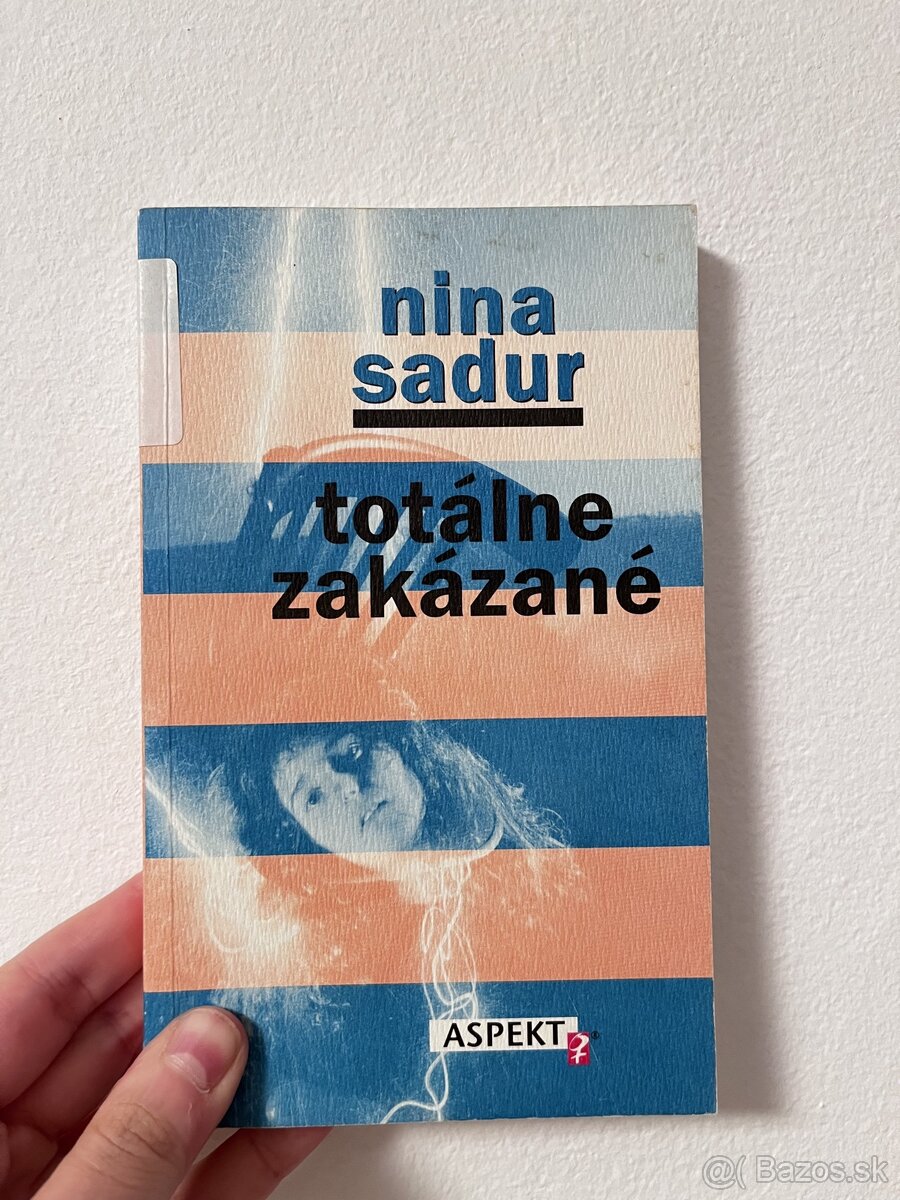 nina
sadur
totálne
zakázané
ASPEKT
@( Bazos.sk